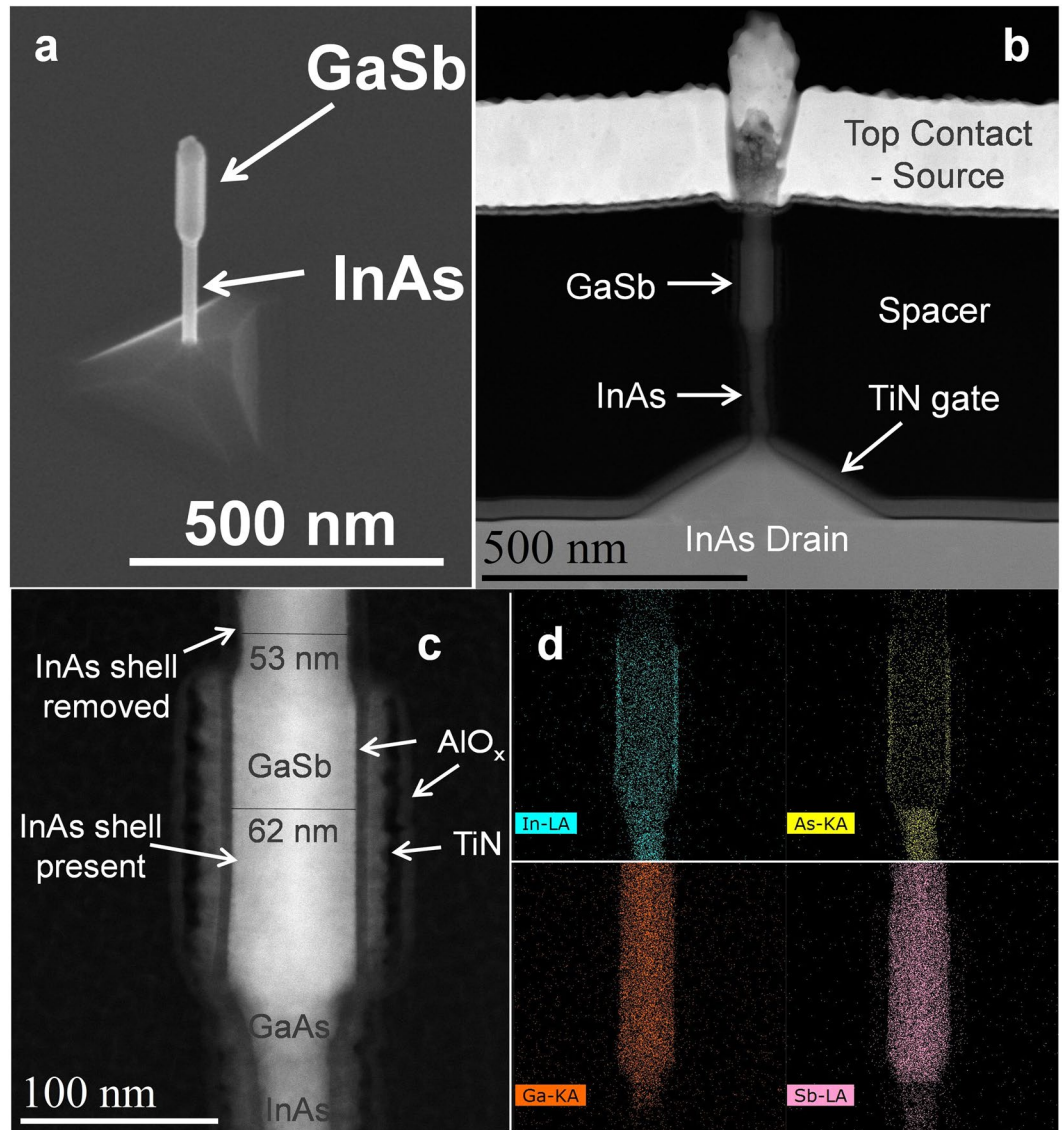 a
GaSb
InAs
500 nm
b
Top Contact
- Source
GaSb
Spacer
InAs
TiN gate
InAs Drain
500 nm
c
InAs shell
removed
53 nm
GaSb
AlOₓ
InAs shell
present
62 nm
TiN
GaAs
InAs
100 nm
d
In-LA
As-KA
Ga-KA
Sb-LA